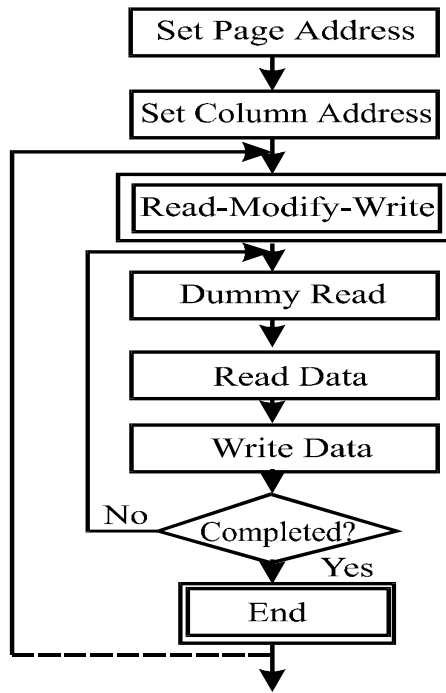 Set Page Address
Set Column Address
Read-Modify-Write
Dummy Read
Read Data
Write Data
Completed?
No
Yes
End